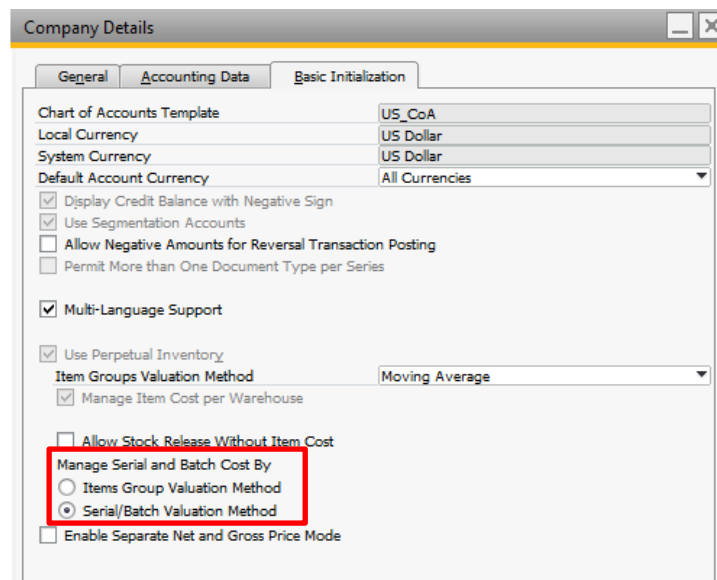 Company Details
General Accounting Data Basic Initialization
Chart of Accounts Template US_CoA
Local Currency US Dollar
System Currency US Dollar
Default Account Currency All Currencies
Display Credit Balance with Negative Sign
Use Segmentation Accounts
Allow Negative Amounts for Reversal Transaction Posting
Permit More than One Document Type per Series
Multi-Language Support
Use Perpetual Inventory
Item Groups Valuation Method Moving Average
Manage Item Cost per Warehouse
Allow Stock Release Without Item Cost
Manage Serial and Batch Cost By
Items Group Valuation Method
Serial/Batch Valuation Method
Enable Separate Net and Gross Price Mode